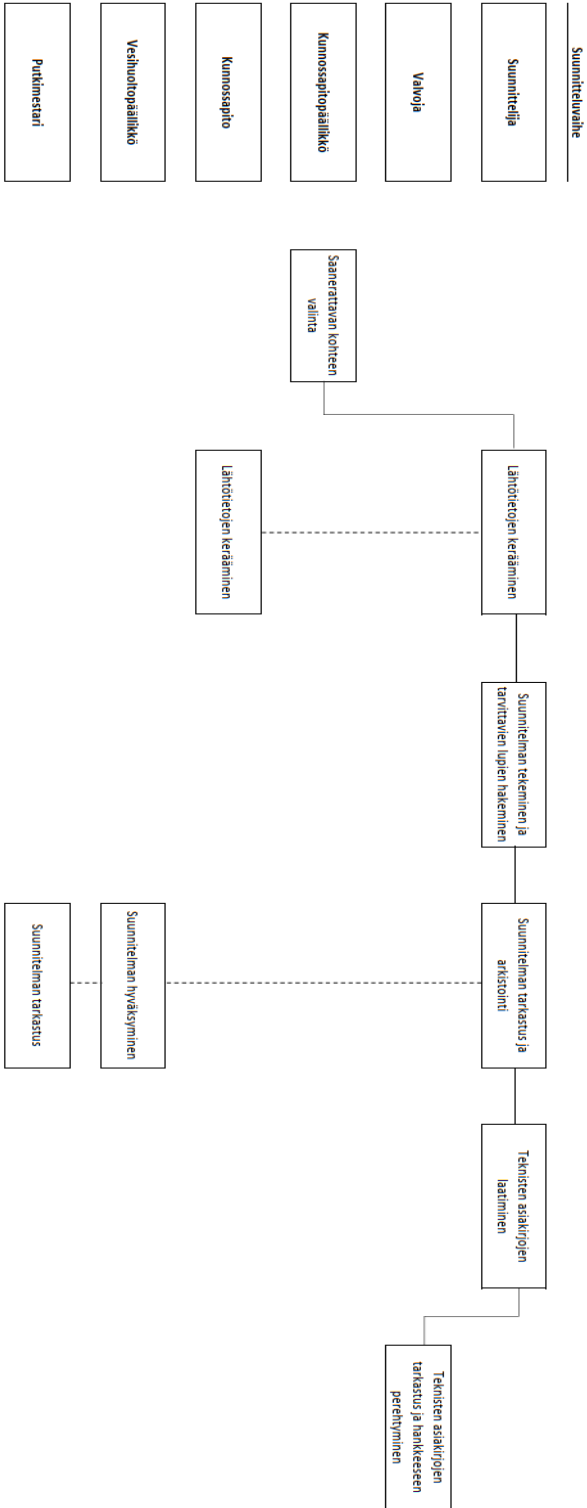 Suunnitteluvaihe
Suunnittelija
Lähtötietojen kerääminen
Suunnitelman tekeminen ja
tarvittavien lupien hakeminen
Suunnitelman tarkastus ja
arkistointi
Teknisten asiakirjojen
laatiminen
Valvoja
Teknisten asiakirjojen
tarkastus ja hankkeeseen
perehtyminen
Kunnossapitopäällikkö
Saanerattavan kohteen
valinta
Kunnossapito
Lähtötietojen kerääminen
Vesihuoltopäällikkö
Suunnitelman hyväksyminen
Putkimestari
Suunnitelman tarkastus